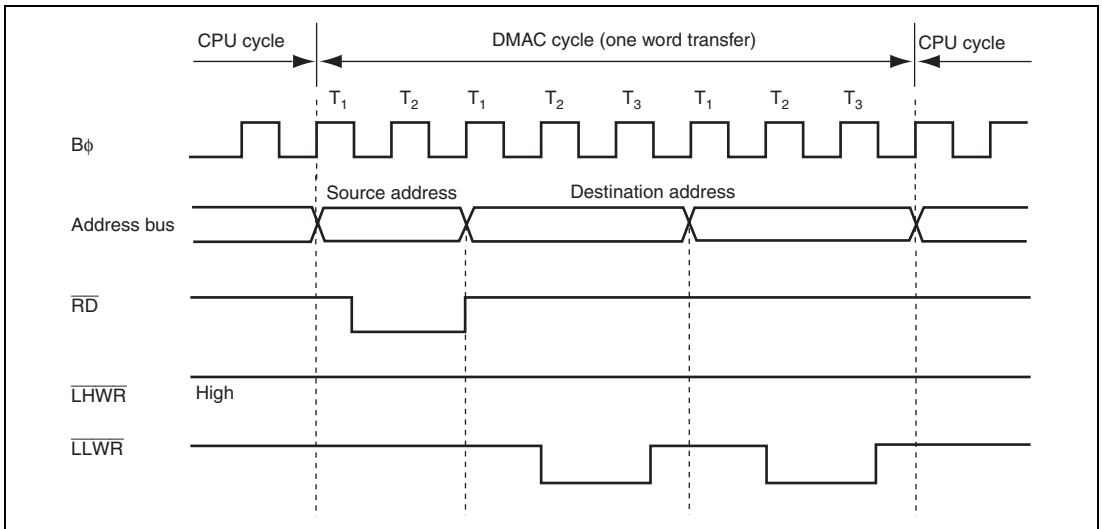 CPU cycle DMAC cycle (one word transfer) CPU cycle
T1 T2 T1 T2 T3 T1 T2 T3
Bϕ
Source address Destination address
Address bus
RD
LHWR High
LLWR